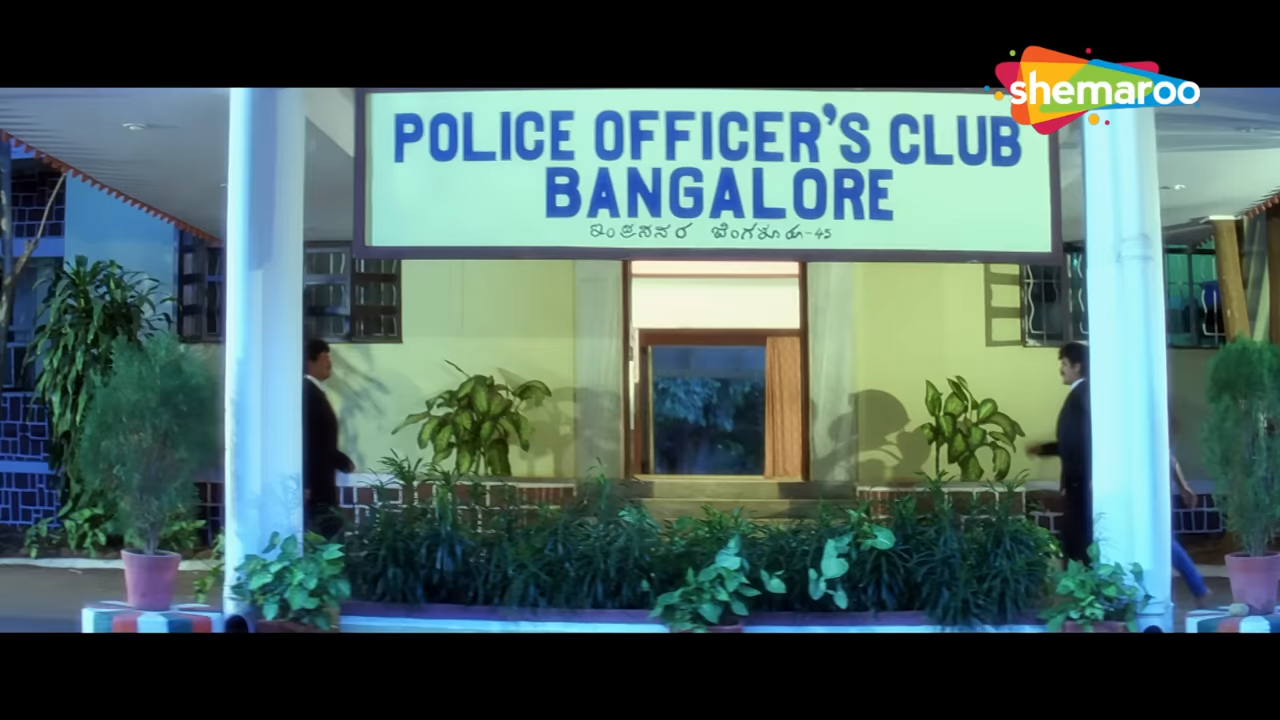 shemaroo
POLICE OFFICER'S CLUB
BANGALORE
ಬೆಂಗಳೂರು-45